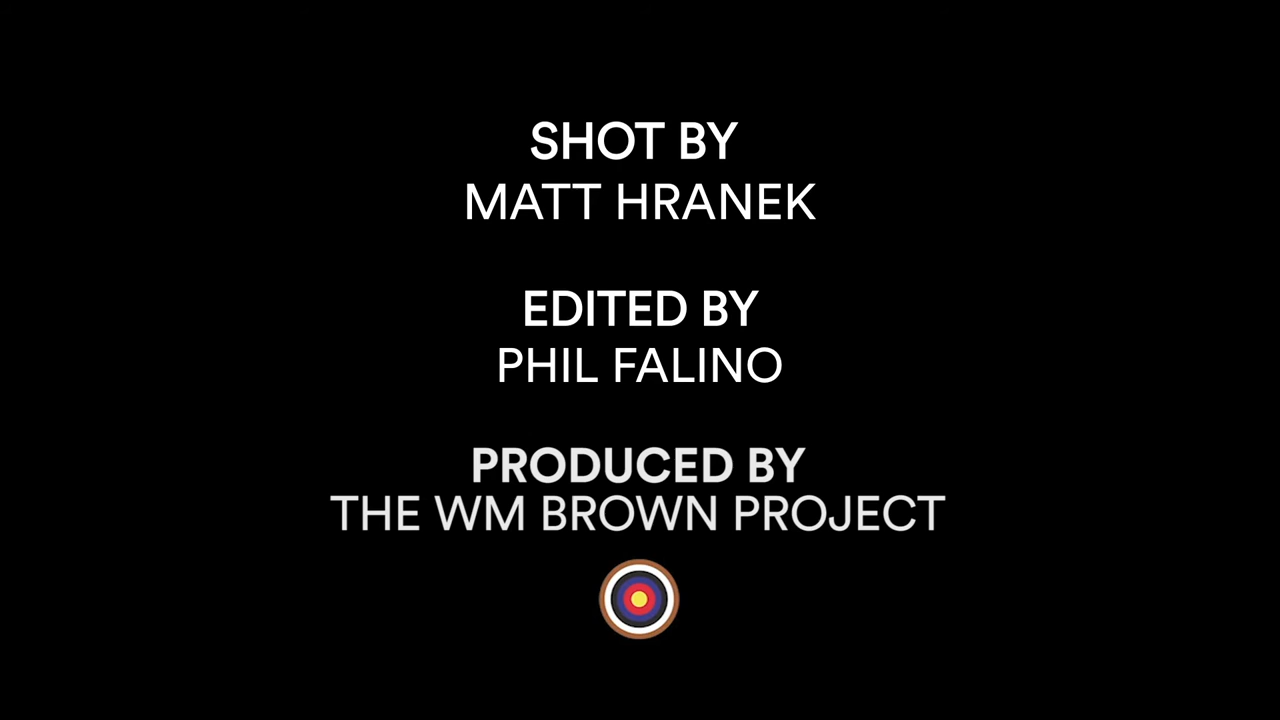 SHOT BY
MATT HRANEK
EDITED BY
PHIL FALINO
PRODUCED BY
THE WM BROWN PROJECT